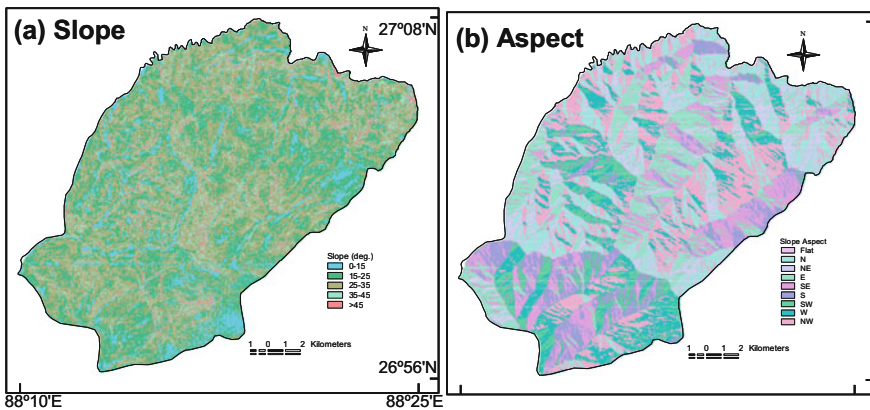 (a) Slope
N
27º08'N
Slope (deg.)
0-15
15-25
25-35
35-45
>45
1 0 1 2 Kilometers
26º56'N
88º10'E
88º25'E
(b) Aspect
N
Slope Aspect
Flat
N
NE
E
SE
S
SW
W
NW
1 0 1 2 Kilometers